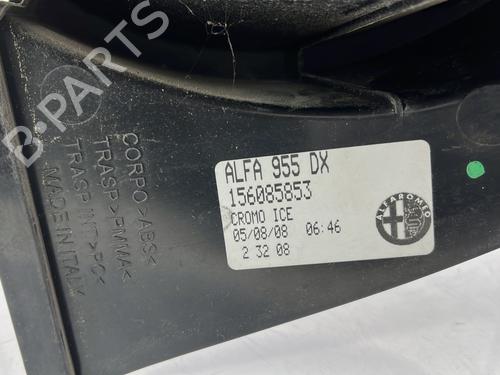 CORPO>ABS<
TRASP>PMMA<
TRASP INT>PC<
MADE IN ITALY
ALFA 955 DX
156085853
CROMO ICE
05/08/08 06:46
2 32 08
ALFA ROMEO
B-PARTS